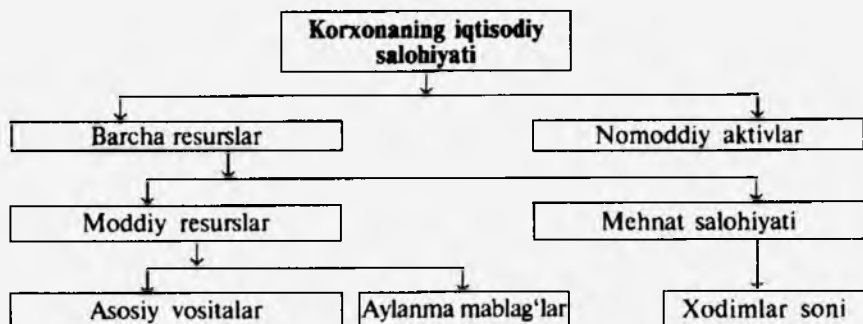 Korxonaning iqtisodiy
salohiyati
Barcha resurslar
Nomoddiy aktivlar
Moddiy resurslar
Mehnat salohiyati
Asosiy vositalar
Aylanma mablag‘lar
Xodimlar soni